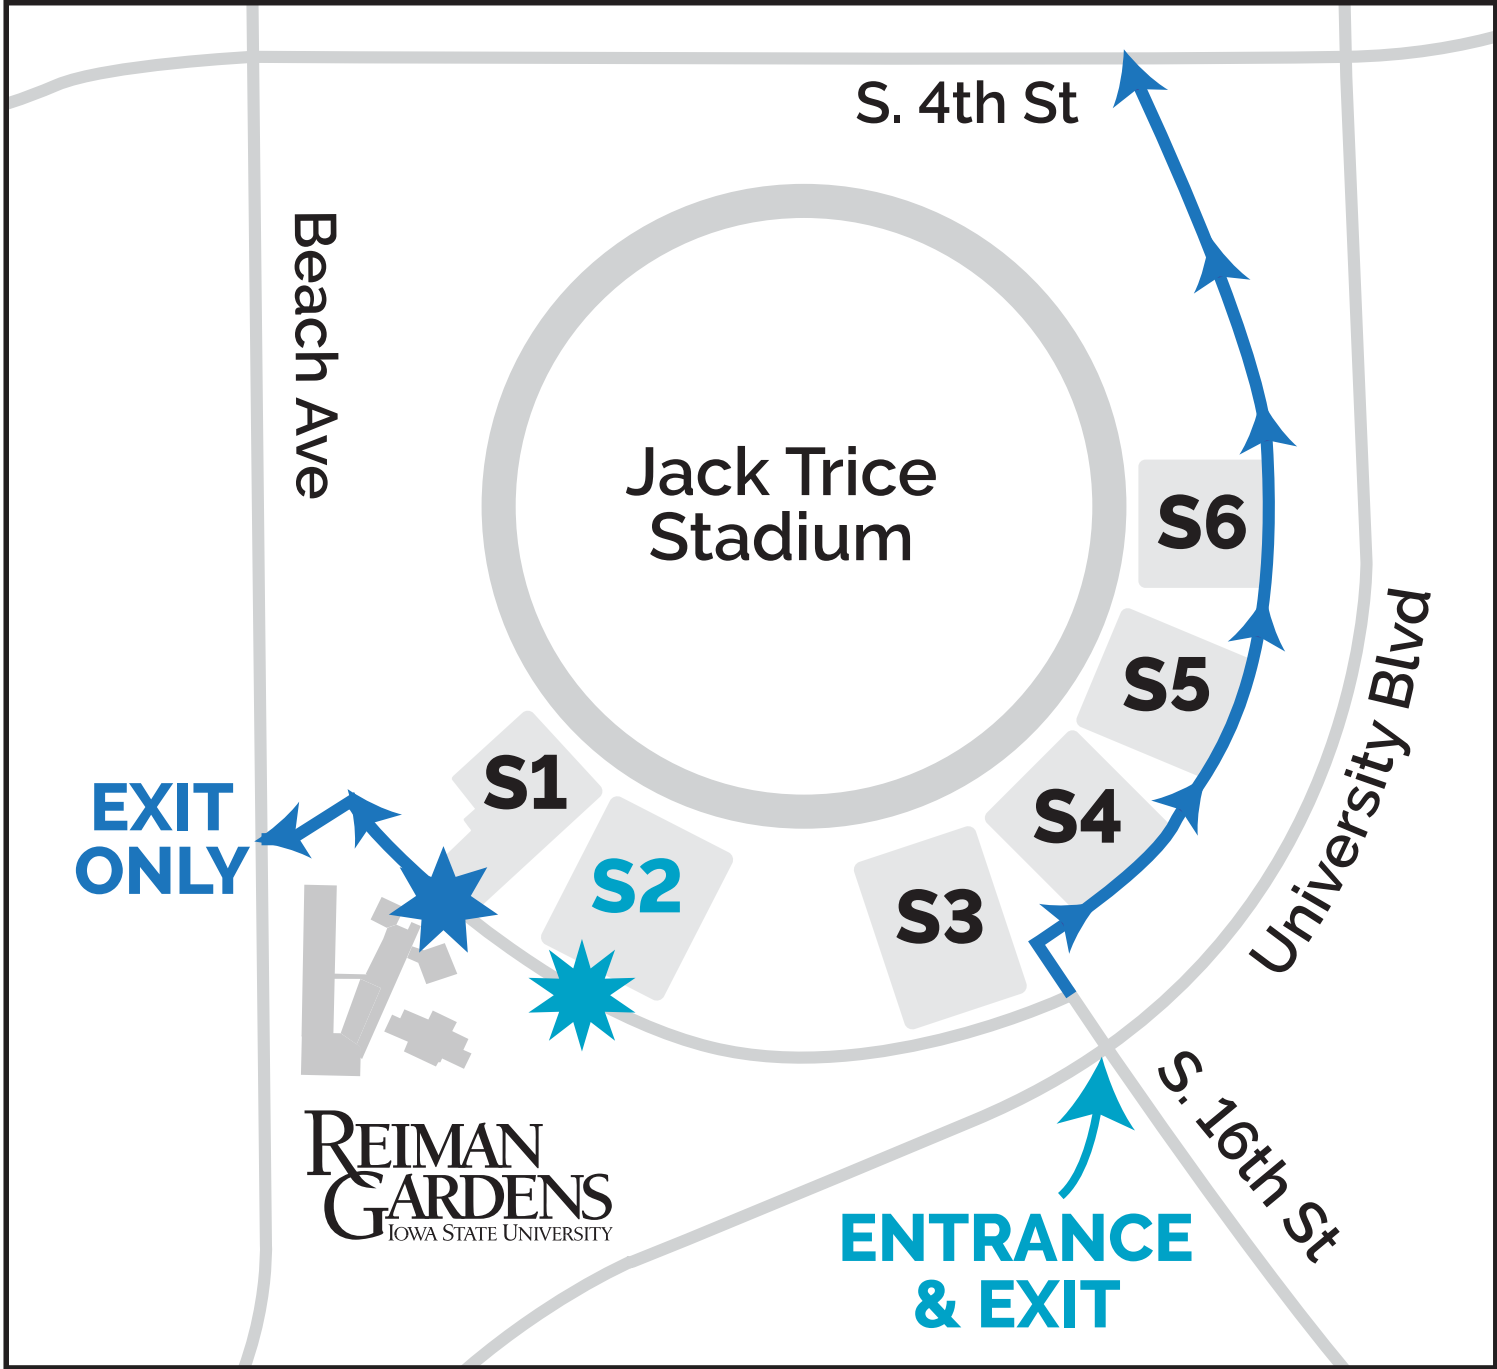 S. 4th St
Beach Ave
Jack Trice
Stadium
S6
S5
University Blvd
S1
S4
EXIT
ONLY
S2
S3
S. 16th St
REIMAN
GARDENS
IOWA STATE UNIVERSITY
ENTRANCE
& EXIT